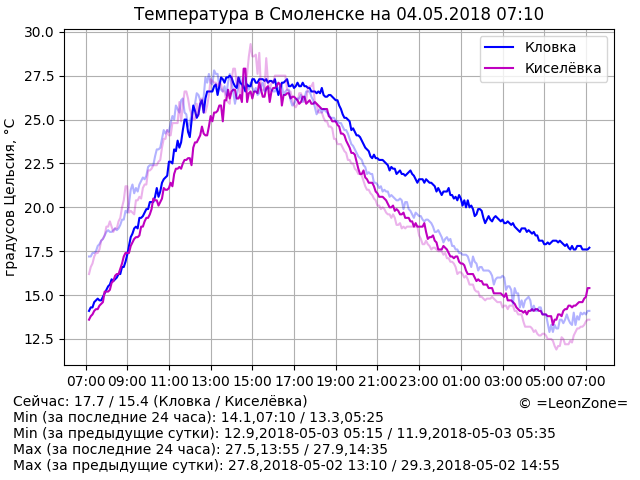 Температура в Смоленске на 04.05.2018 07:10
30.0
27.5
25.0
22.5
20.0
17.5
15.0
12.5
градусов Цельсия, °C
Кловка
Киселёвка
07:00 09:00 11:00 13:00 15:00 17:00 19:00 21:00 23:00 01:00 03:00 05:00 07:00
Сейчас: 17.7 / 15.4 (Кловка / Киселёвка)
© =LeonZone=
Min (за последние 24 часа): 14.1,07:10 / 13.3,05:25
Min (за предыдущие сутки): 12.9,2018-05-03 05:15 / 11.9,2018-05-03 05:35
Max (за последние 24 часа): 27.5,13:55 / 27.9,14:35
Max (за предыдущие сутки): 27.8,2018-05-02 13:10 / 29.3,2018-05-02 14:55